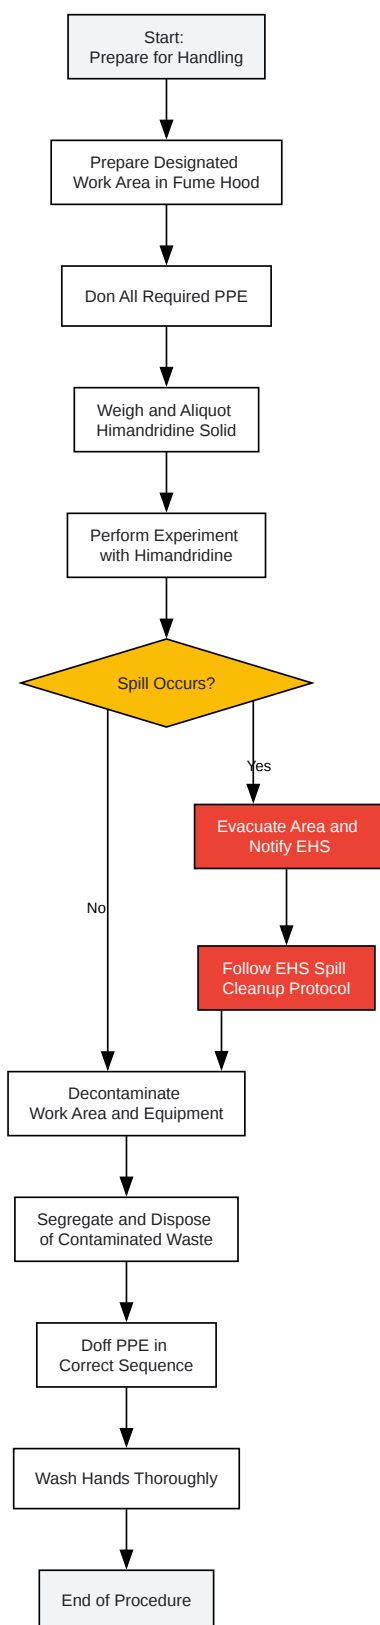 Start:
Prepare for Handling
Prepare Designated
Work Area in Fume Hood
Don All Required PPE
Weigh and Aliquot
Himandridine Solid
Perform Experiment
with Himandridine
Spill Occurs?
Yes
Evacuate Area and
Notify EHS
No
Follow EHS Spill
Cleanup Protocol
Decontaminate
Work Area and Equipment
Segregate and Dispose
of Contaminated Waste
Doff PPE in
Correct Sequence
Wash Hands Thoroughly
End of Procedure